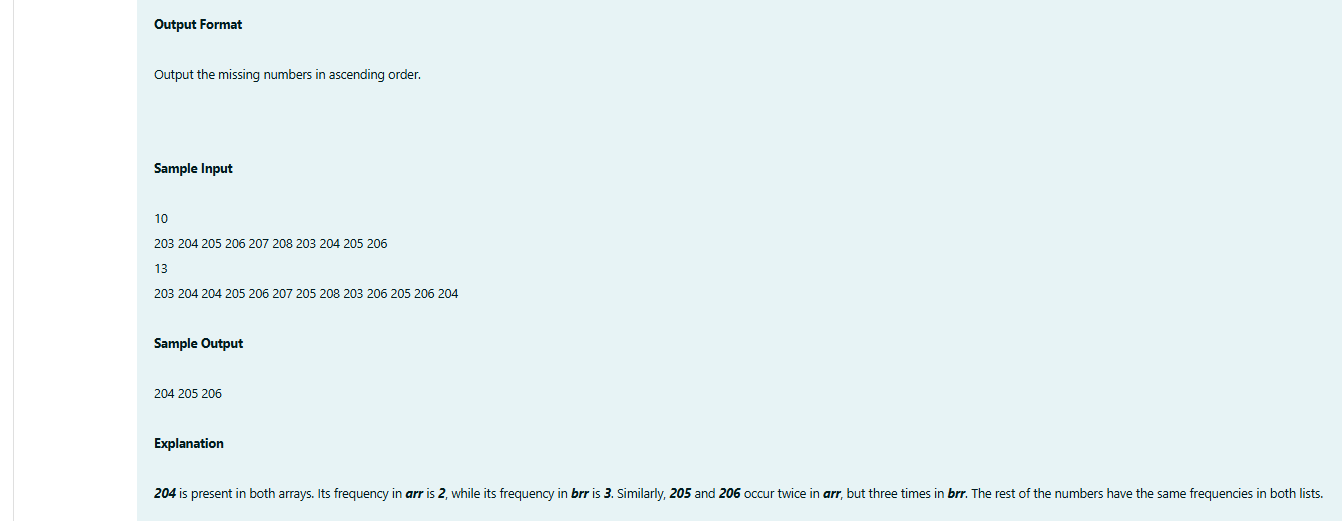 Output Format
Output the missing numbers in ascending order.
Sample Input
10
203 204 205 206 207 208 203 204 205 206
13
203 204 204 205 206 207 205 208 203 206 205 206 204
Sample Output
204 205 206
Explanation
204 is present in both arrays. Its frequency in arr is 2, while its frequency in brr is 3. Similarly, 205 and 206 occur twice in arr, but three times in brr. The rest of the numbers have the same frequencies in both lists.